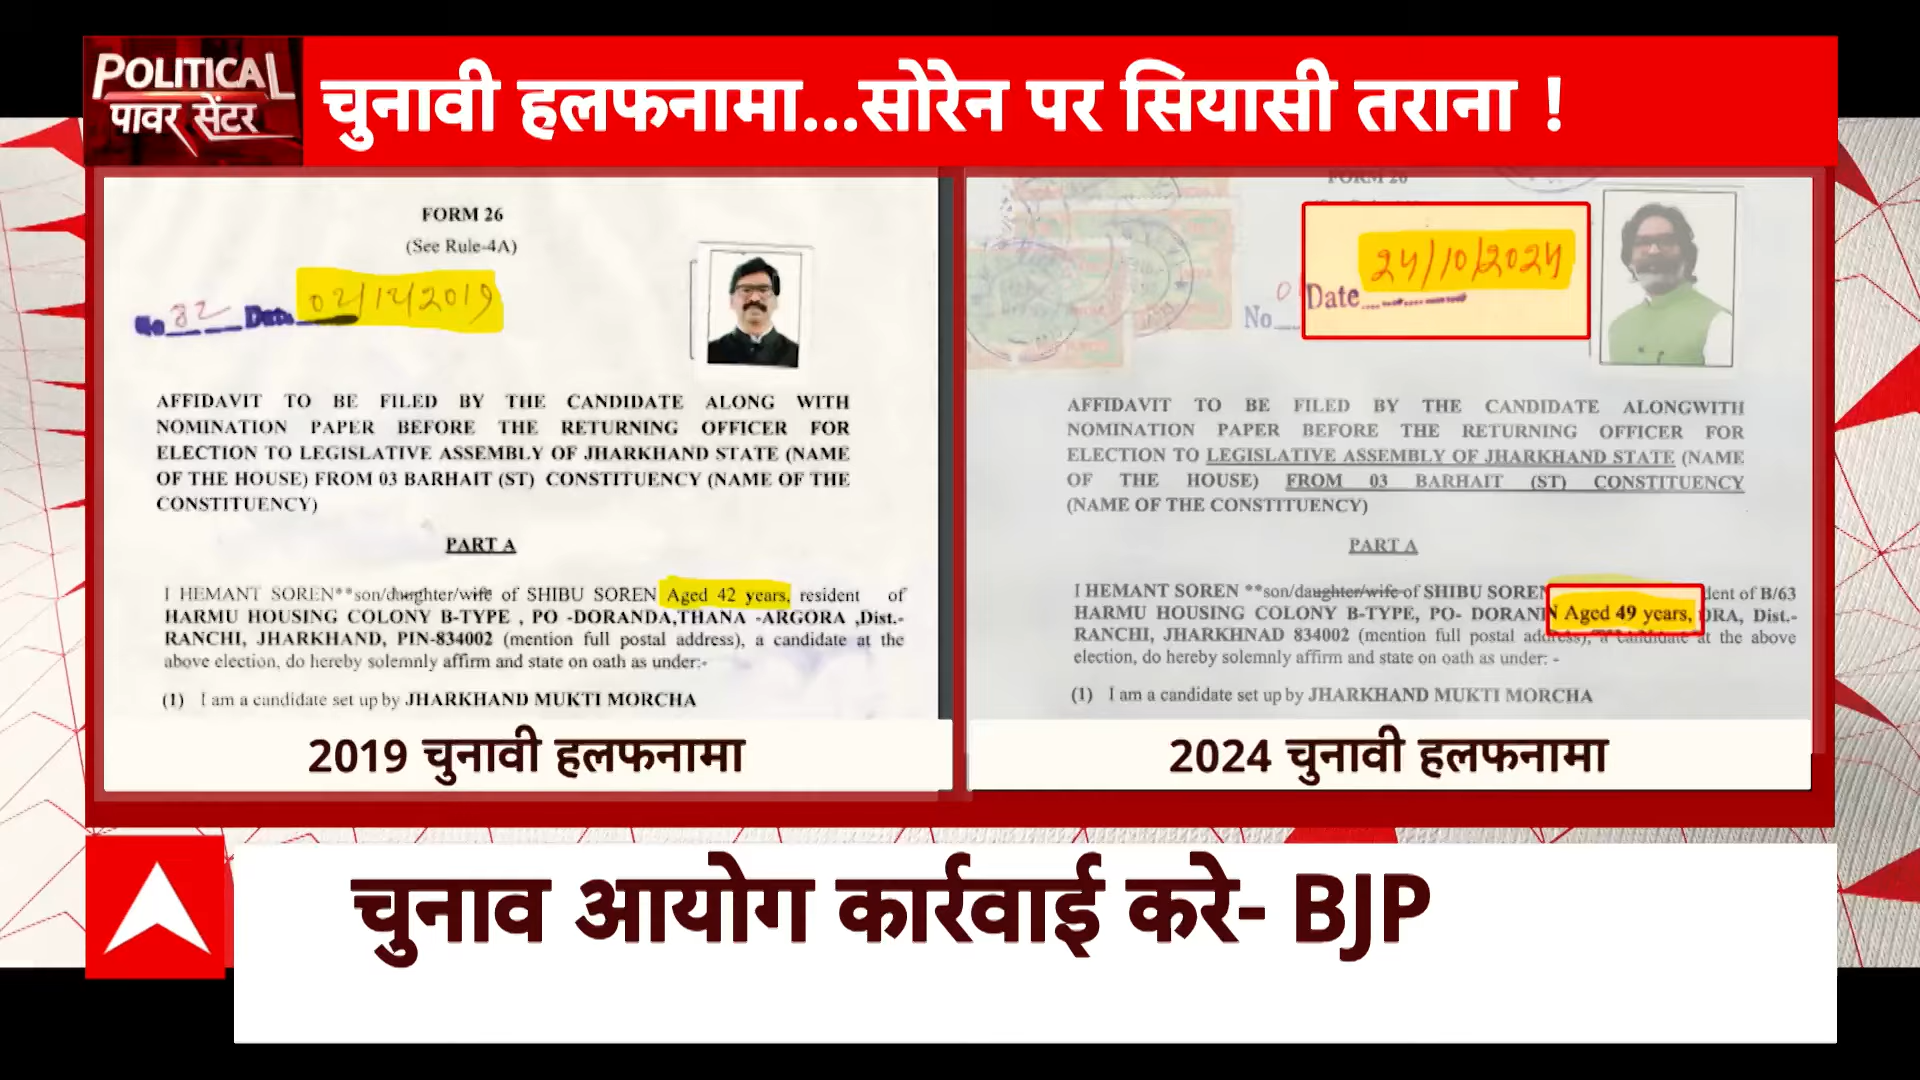 POLITICAL
पावर सेंटर
चुनावी हलफनामा...सोरेन पर सियासी तराना !
FORM 26
(See Rule-4A)
No 32 Date 02/12/2019
AFFIDAVIT TO BE FILED BY THE CANDIDATE ALONG WITH
NOMINATION PAPER BEFORE THE RETURNING OFFICER FOR
ELECTION TO LEGISLATIVE ASSEMBLY OF JHARKHAND STATE (NAME
OF THE HOUSE) FROM 03 BARHAIT (ST) CONSTITUENCY (NAME OF THE
CONSTITUENCY)
PART A
I HEMANT SOREN**son/daughter/wife of SHIBU SOREN Aged 42 years, resident of
HARMU HOUSING COLONY B-TYPE , PO -DORANDA,THANA -ARGORA ,Dist.-
RANCHI, JHARKHAND, PIN-834002 (mention full postal address), a candidate at the
above election, do hereby solemnly affirm and state on oath as under:-
(1) I am a candidate set up by JHARKHAND MUKTI MORCHA
2019 चुनावी हलफनामा
FORM 26
No
Date 24/10/2024
AFFIDAVIT TO BE FILED BY THE CANDIDATE ALONGWITH
NOMINATION PAPER BEFORE THE RETURNING OFFICER FOR
ELECTION TO LEGISLATIVE ASSEMBLY OF JHARKHAND STATE (NAME
OF THE HOUSE) FROM 03 BARHAIT (ST) CONSTITUENCY
(NAME OF THE CONSTITUENCY)
PART A
I HEMANT SOREN **son/daughter/wife of SHIBU SOREN dent of B/63
HARMU HOUSING COLONY B-TYPE, PO- DORAN Aged 49 years, ORA, Dist.-
RANCHI, JHARKHNAD 834002 (mention full postal address), a candidate at the above
election, do hereby solemnly affirm and state on oath as under: -
(1) I am a candidate set up by JHARKHAND MUKTI MORCHA
2024 चुनावी हलफनामा
चुनाव आयोग कार्रवाई करे- BJP